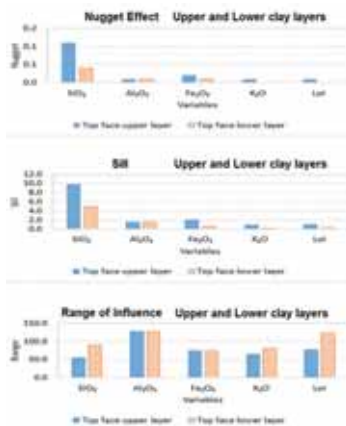 Nugget Effect Upper and Lower clay layers
0.2
0.1
0.1
0.0
Nugget
SiO₂ Al₂O₃ Fe₂O₃ K₂O LoI
Variables
Top face upper layer Top face lower layer
Sill Upper and Lower clay layers
12.0
10.0
8.0
6.0
4.0
2.0
0.0
Sill
SiO₂ Al₂O₃ Fe₂O₃ K₂O LoI
Variables
Top face upper layer Top face lower layer
Range of Influence Upper and Lower clay layers
150.0
100.0
50.0
0.0
Range
SiO₂ Al₂O₃ Fe₂O₃ K₂O LoI
Variables
Top face upper layer Top face lower layer